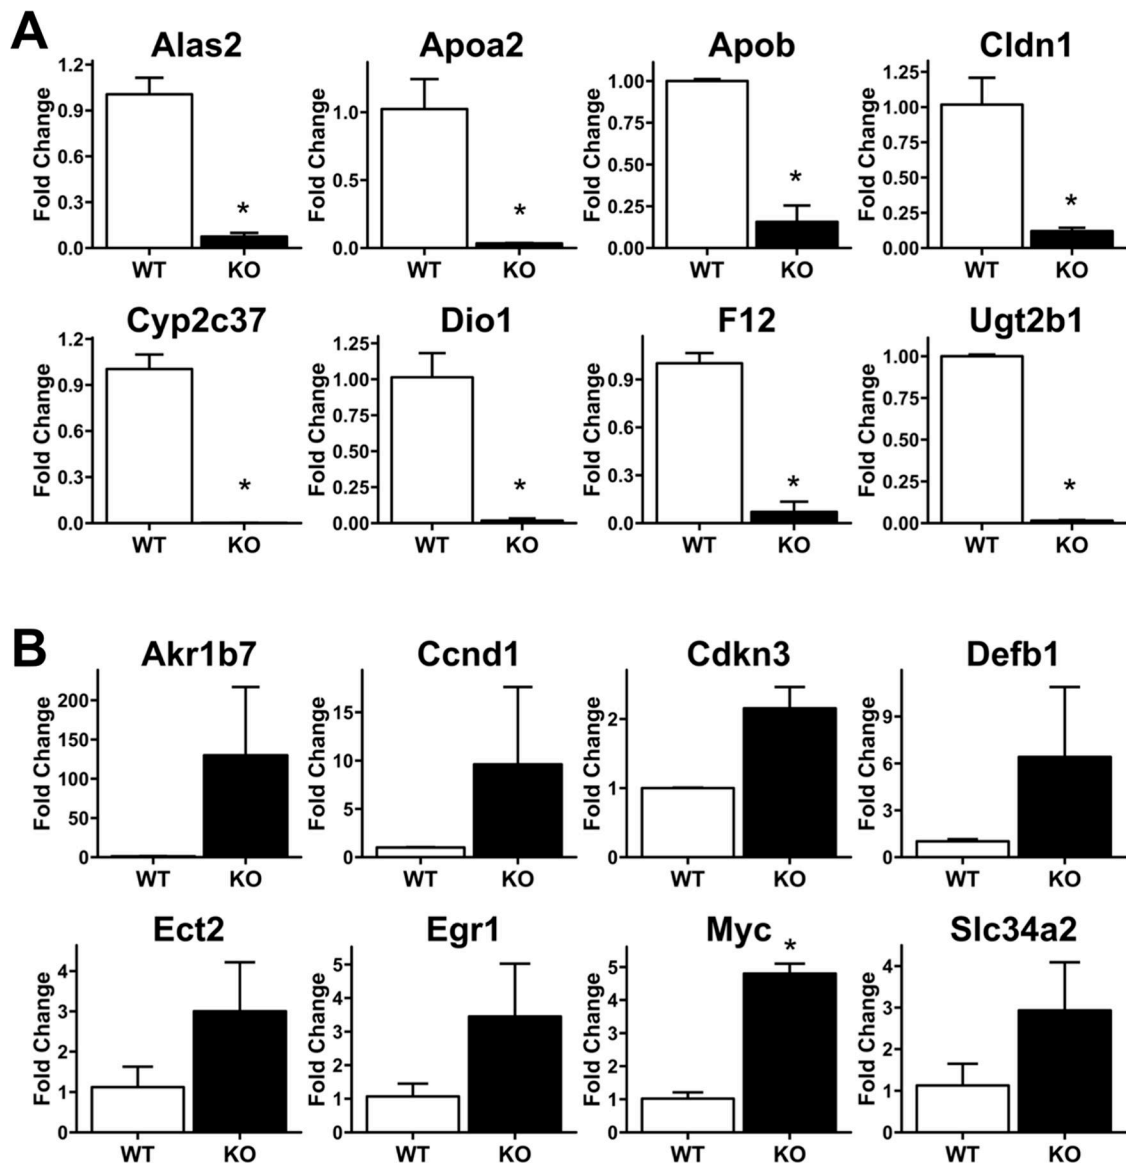 A
Alas2 Apoa2 Apob Cldn1
Fold Change Fold Change Fold Change Fold Change
1.2 0.9 0.6 0.3 0.0
1.0 0.5 0.0
1.00 0.75 0.50 0.25 0.00
1.25 1.00 0.75 0.50 0.25 0.00
* * * *
WT KO WT KO WT KO WT KO
Cyp2c37 Dio1 F12 Ugt2b1
Fold Change Fold Change Fold Change Fold Change
1.2 0.9 0.6 0.3 0.0
1.25 1.00 0.75 0.50 0.25 0.00
0.9 0.6 0.3 0.0
1.00 0.75 0.50 0.25 0.00
* * * *
WT KO WT KO WT KO WT KO
B
Akr1b7 Ccnd1 Cdkn3 Defb1
Fold Change Fold Change Fold Change Fold Change
200 150 100 50 0
15 10 5 0
2 1 0
9 6 3 0
WT KO WT KO WT KO WT KO
Ect2 Egr1 Myc Slc34a2
Fold Change Fold Change Fold Change Fold Change
4 3 2 1 0
5 4 3 2 1 0
5 4 3 2 1 0
4 3 2 1 0
*
WT KO WT KO WT KO WT KO